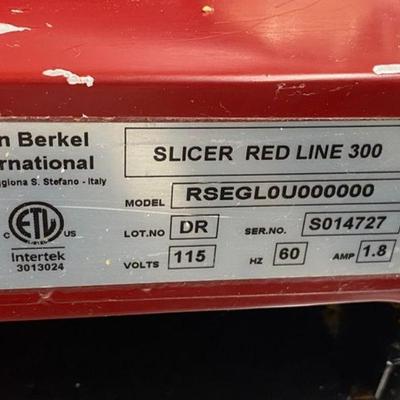 n Berkel
rnational
ggiona S. Stefano - Italy
SLICER RED LINE 300
MODEL RSEGL0U000000
LOT.NO DR SER.NO. S014727
VOLTS 115 HZ 60 AMP 1.8
C ETL US
Intertek
3013024